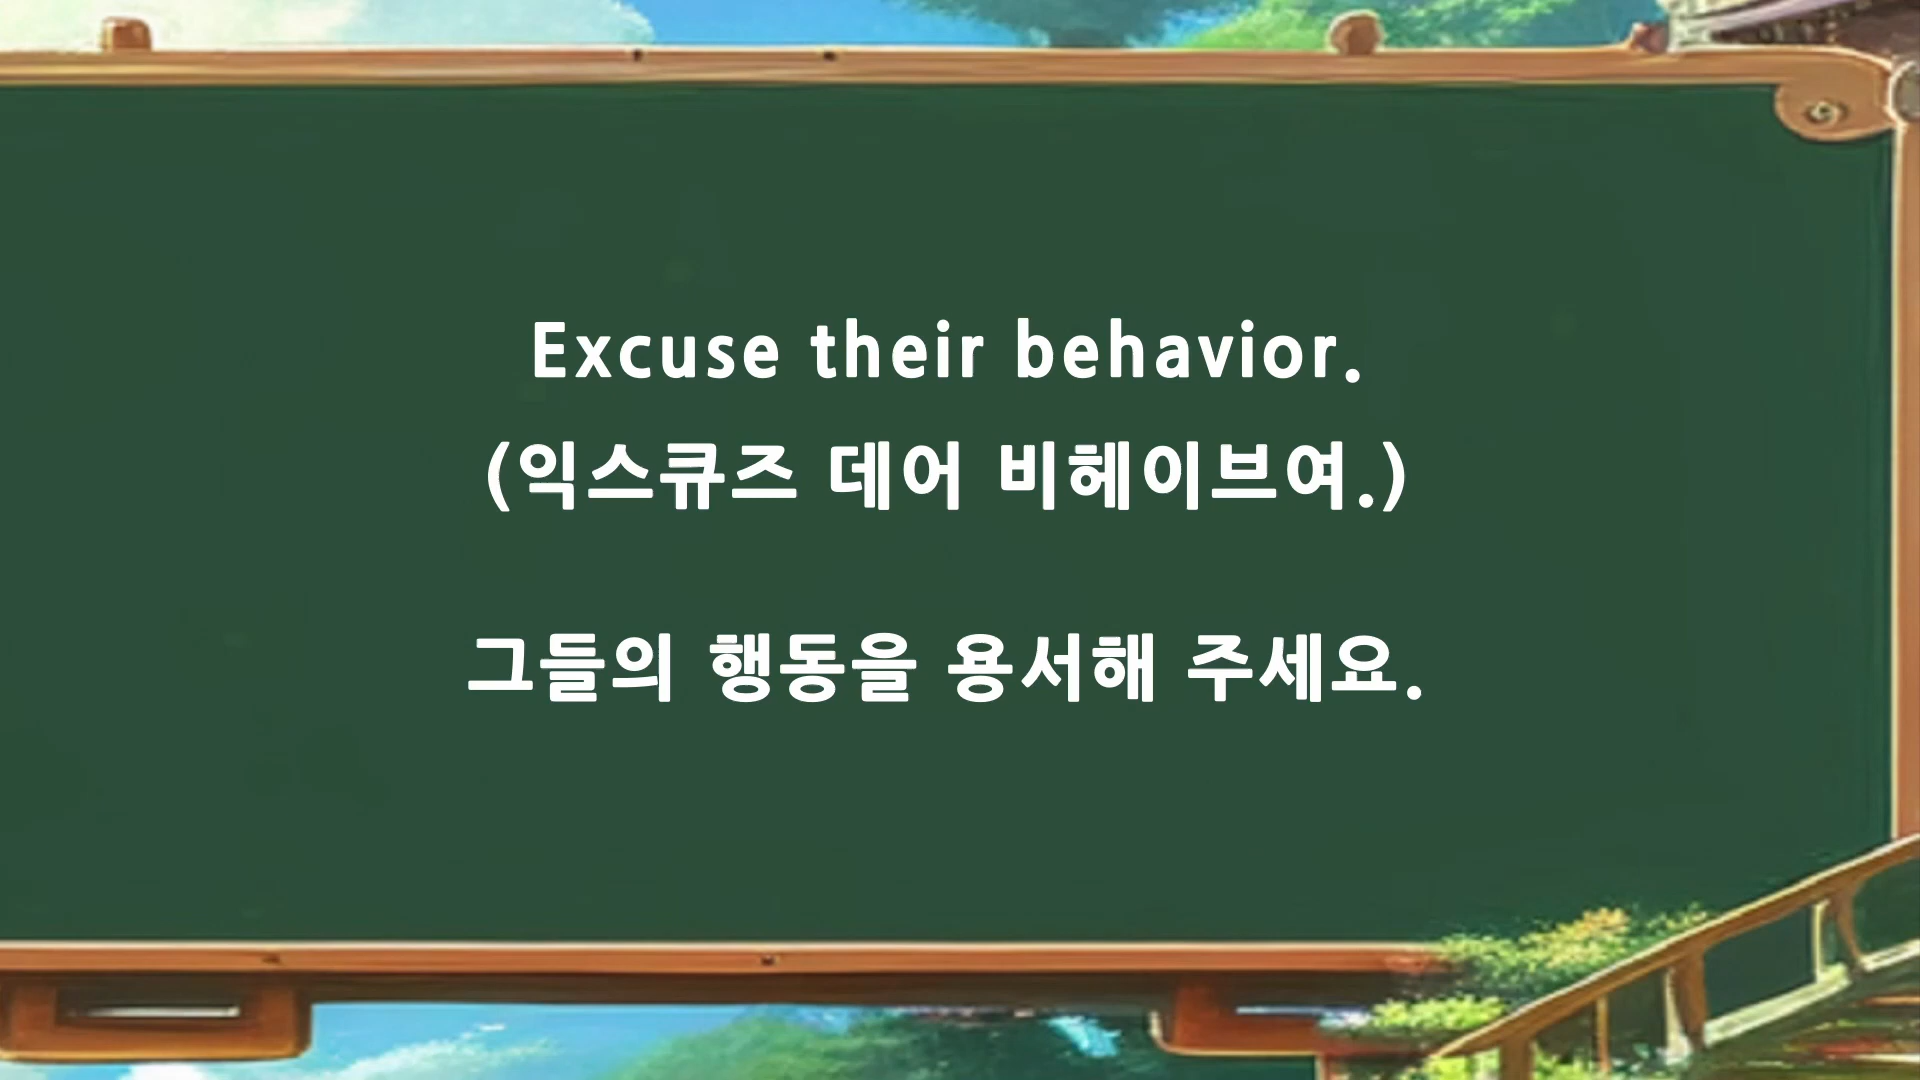 Excuse their behavior.
(익스큐즈 데어 비헤이브여.)
그들의 행동을 용서해 주세요.